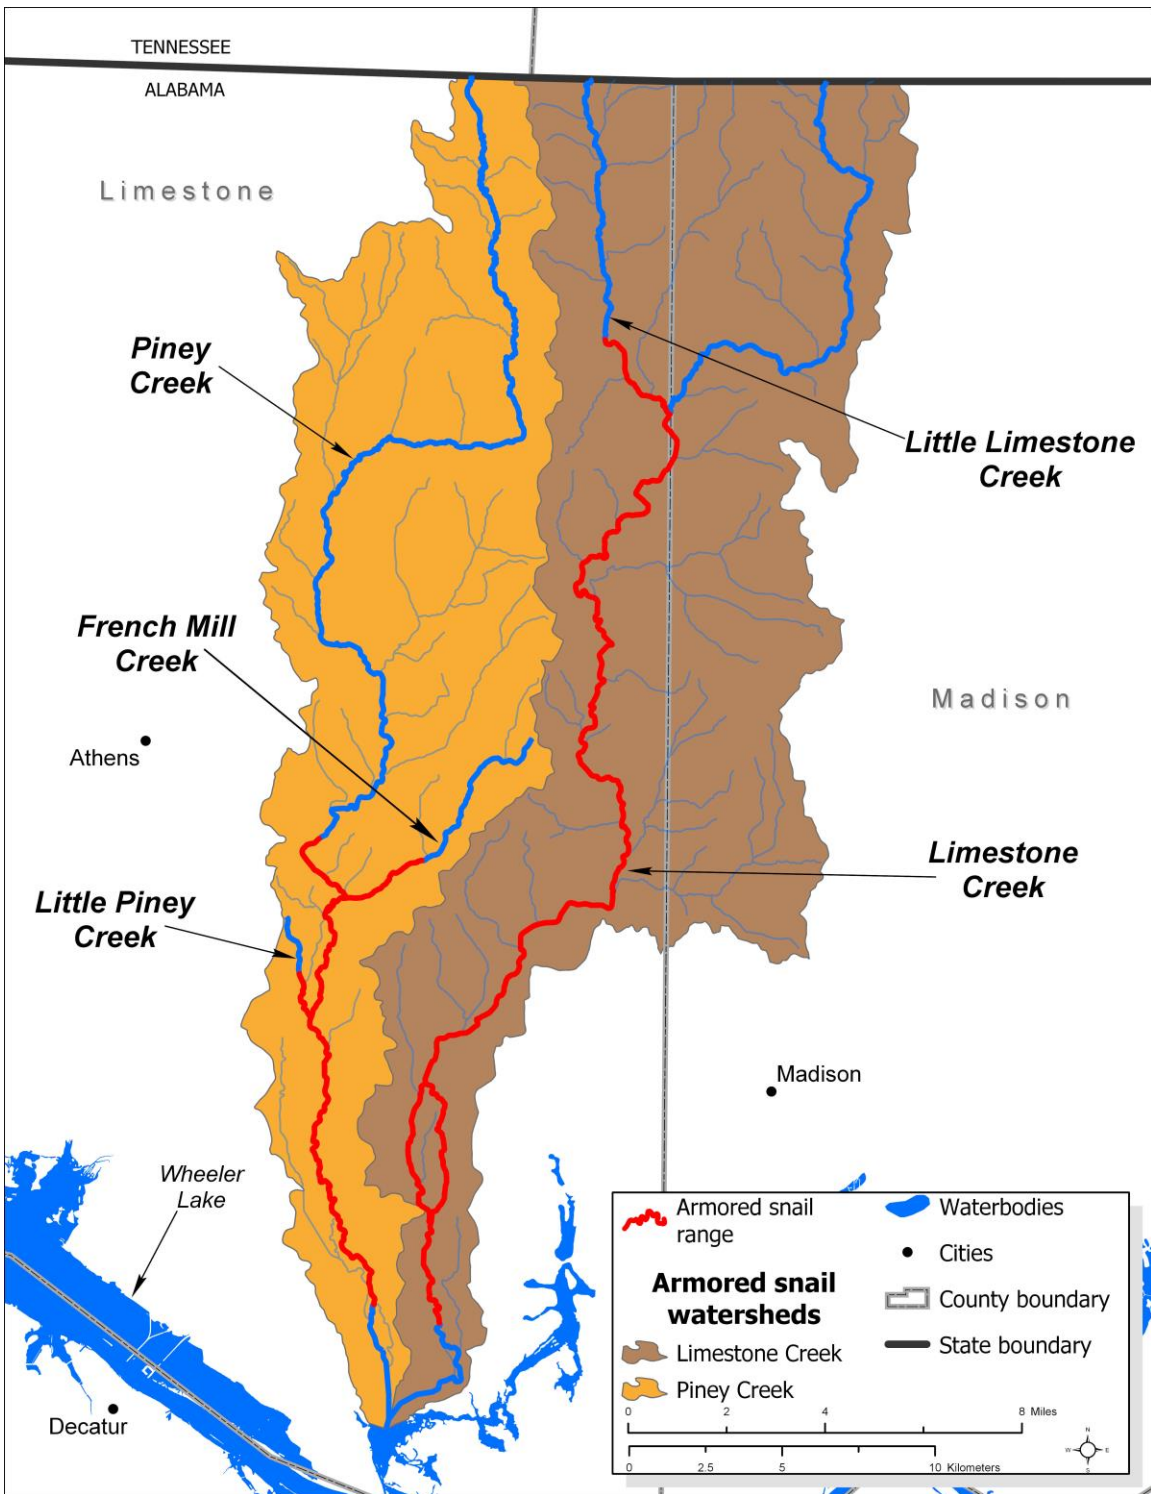 TENNESSEE
ALABAMA
Limestone
Piney
Creek
Little Limestone
Creek
French Mill
Creek
Madison
Athens
Limestone
Creek
Little Piney
Creek
Madison
Wheeler
Lake
Decatur
Armored snail
range
Waterbodies
Cities
Armored snail
watersheds
County boundary
State boundary
Limestone Creek
Piney Creek
0 2 4 8 Miles
0 2.5 5 10 Kilometers
N
W E
S